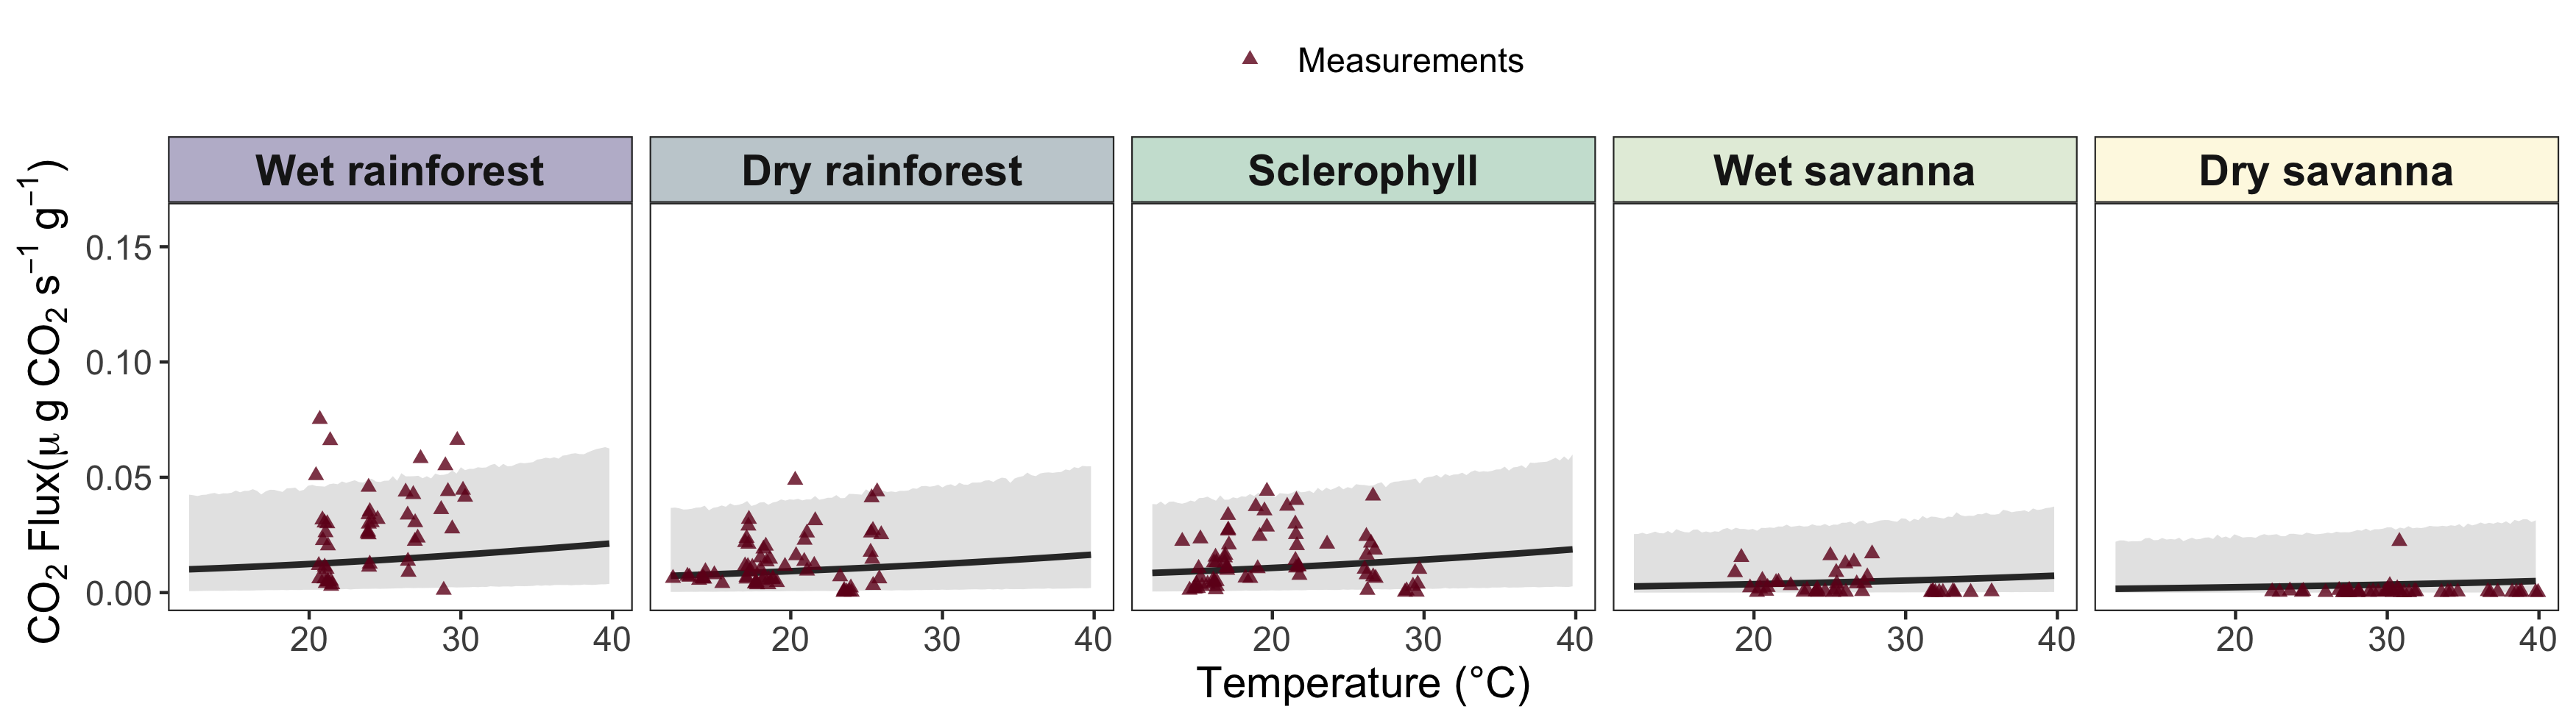 Measurements
Wet rainforest
Dry rainforest
Sclerophyll
Wet savanna
Dry savanna
CO₂ Flux(μ g CO₂ s⁻¹ g⁻¹)
0.15
0.10
0.05
0.00
20 30 40
20 30 40
20 30 40
20 30 40
20 30 40
Temperature (°C)